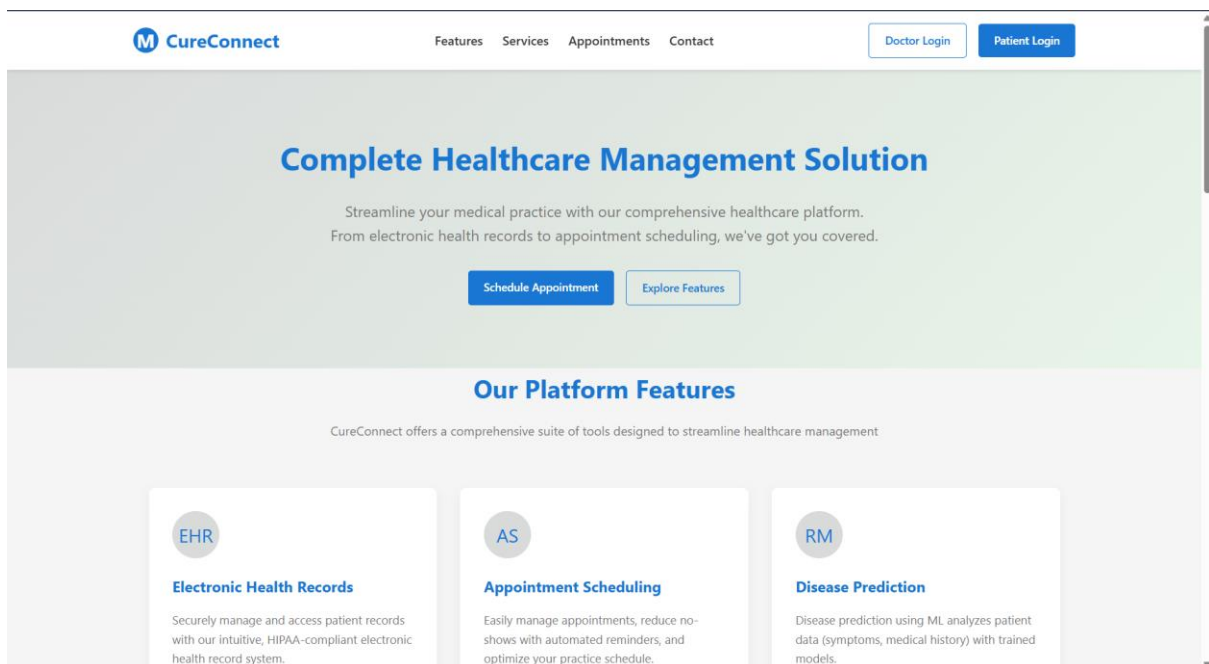 M CureConnect
Features Services Appointments Contact
Doctor Login Patient Login
Complete Healthcare Management Solution
Streamline your medical practice with our comprehensive healthcare platform.
From electronic health records to appointment scheduling, we've got you covered.
Schedule Appointment Explore Features
Our Platform Features
CureConnect offers a comprehensive suite of tools designed to streamline healthcare management
EHR
Electronic Health Records
Securely manage and access patient records
with our intuitive, HIPAA-compliant electronic
health record system.
AS
Appointment Scheduling
Easily manage appointments, reduce no-
shows with automated reminders, and
optimize your practice schedule.
RM
Disease Prediction
Disease prediction using ML analyzes patient
data (symptoms, medical history) with trained
models.